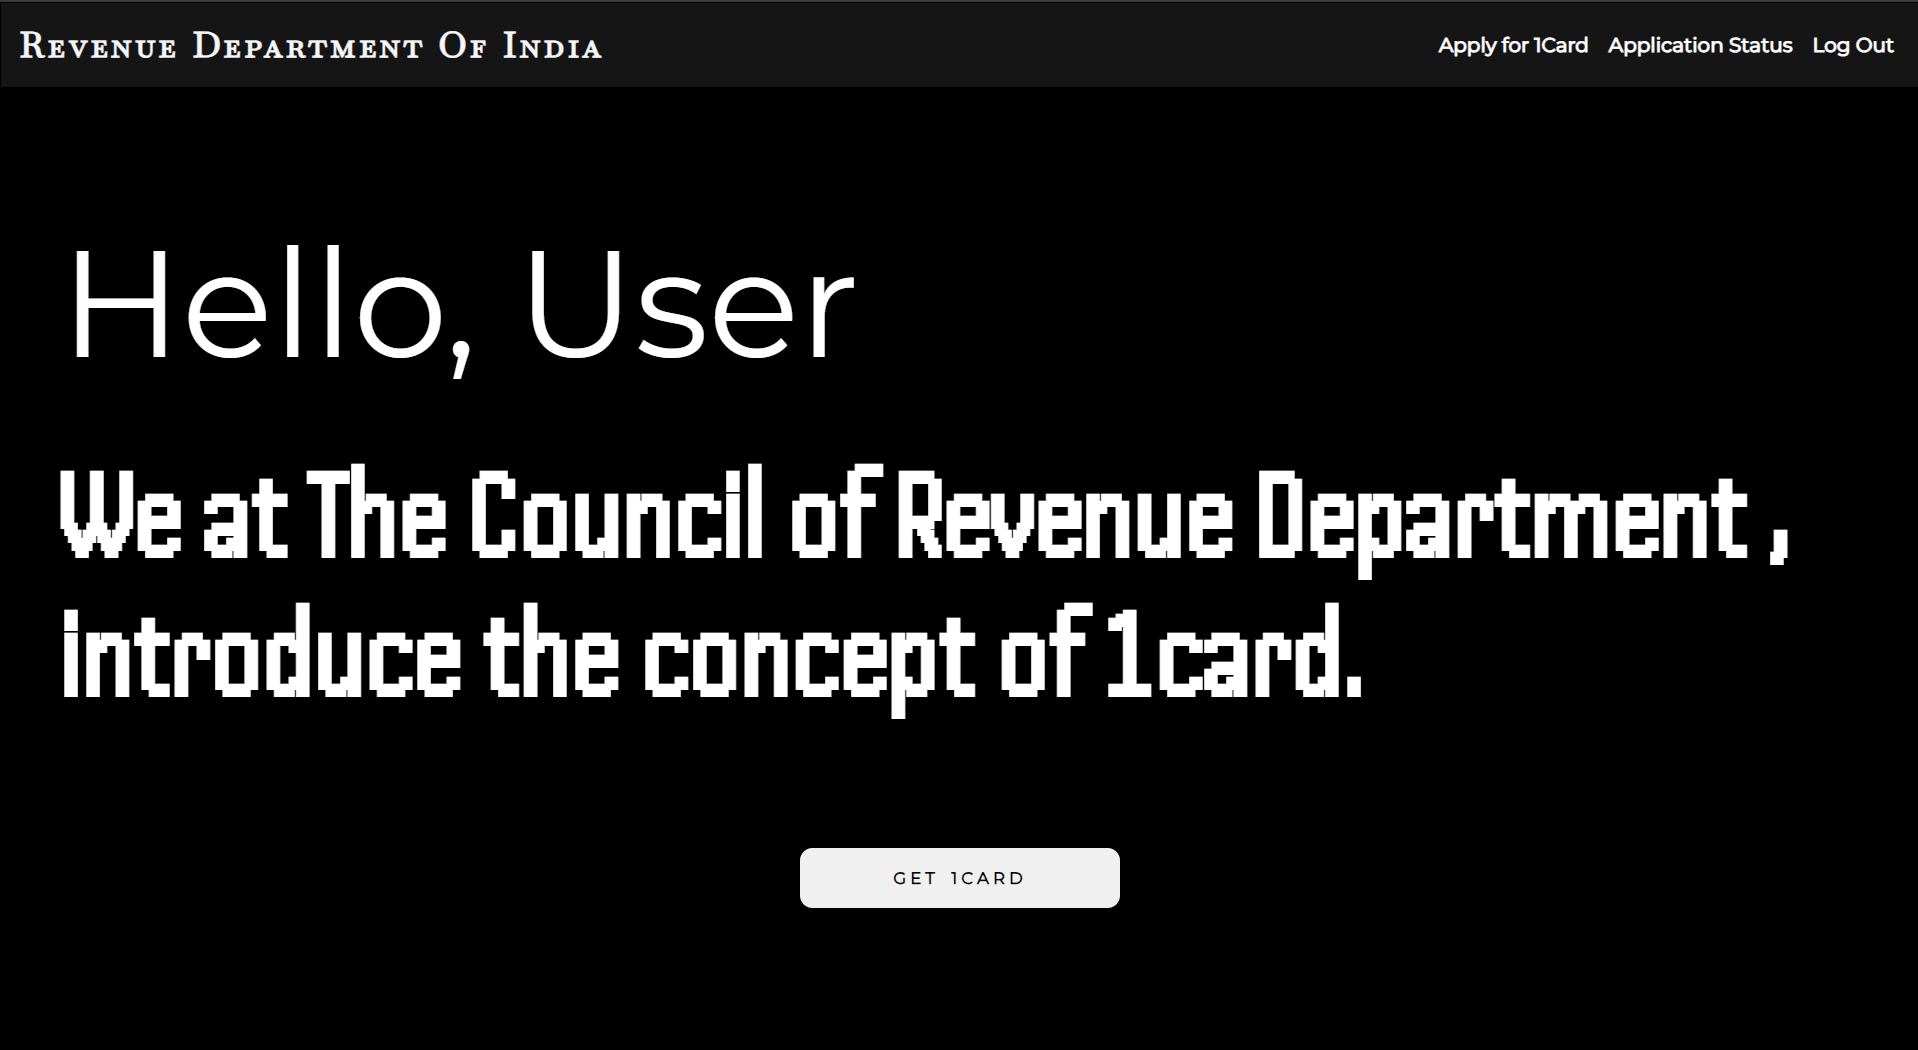 Revenue Department Of India
Apply for 1Card Application Status Log Out
Hello, User
We at The Council of Revenue Department ,
introduce the concept of 1card.
GET 1CARD